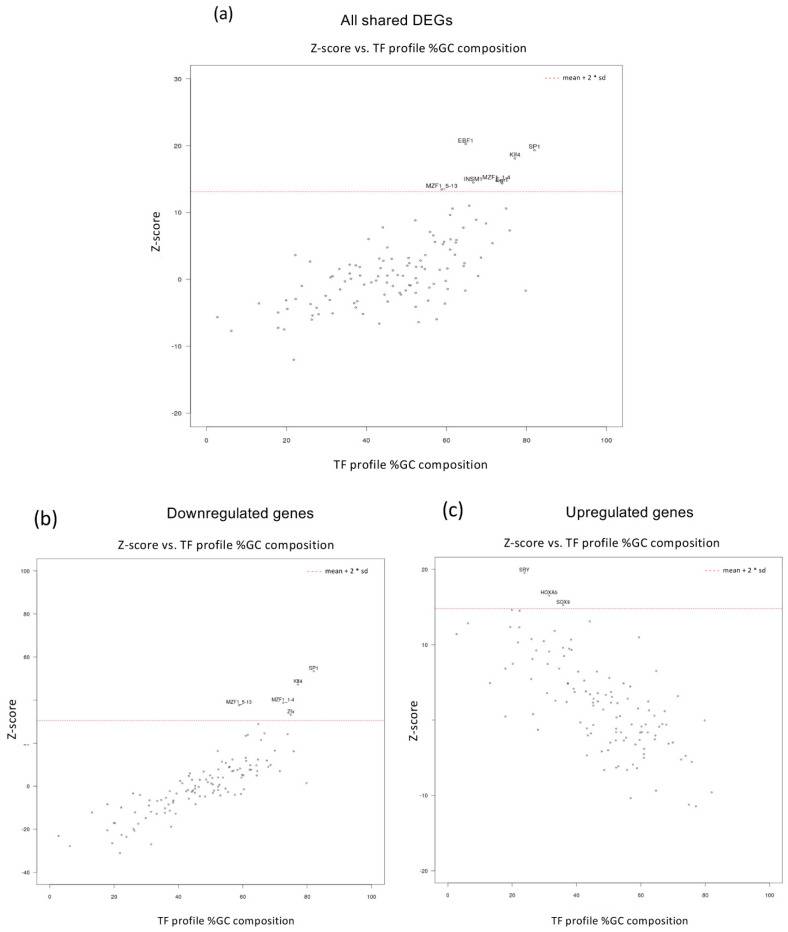 (a)
All shared DEGs
Z-score vs. TF profile %GC composition
mean + 2 * sd
30
20
10
0
-10
-20
Z-score
EBF1
SP1
Klf4
INSM1
MZF1_1-4
MZF1_5-13
0 20 40 60 80 100
TF profile %GC composition
(b)
Downregulated genes
Z-score vs. TF profile %GC composition
mean + 2 * sd
100
80
60
0
-20
-40
Z-score
SP1
Klf4
MZF1_5-13
MZF1_1-4
Zfx
0 20 40 60 80 100
TF profile %GC composition
(c)
Upregulated genes
Z-score vs. TF profile %GC composition
mean + 2 * sd
20
10
-10
-20
Z-score
SRY
HOXA5
SOX9
0 20 40 60 80 100
TF profile %GC composition